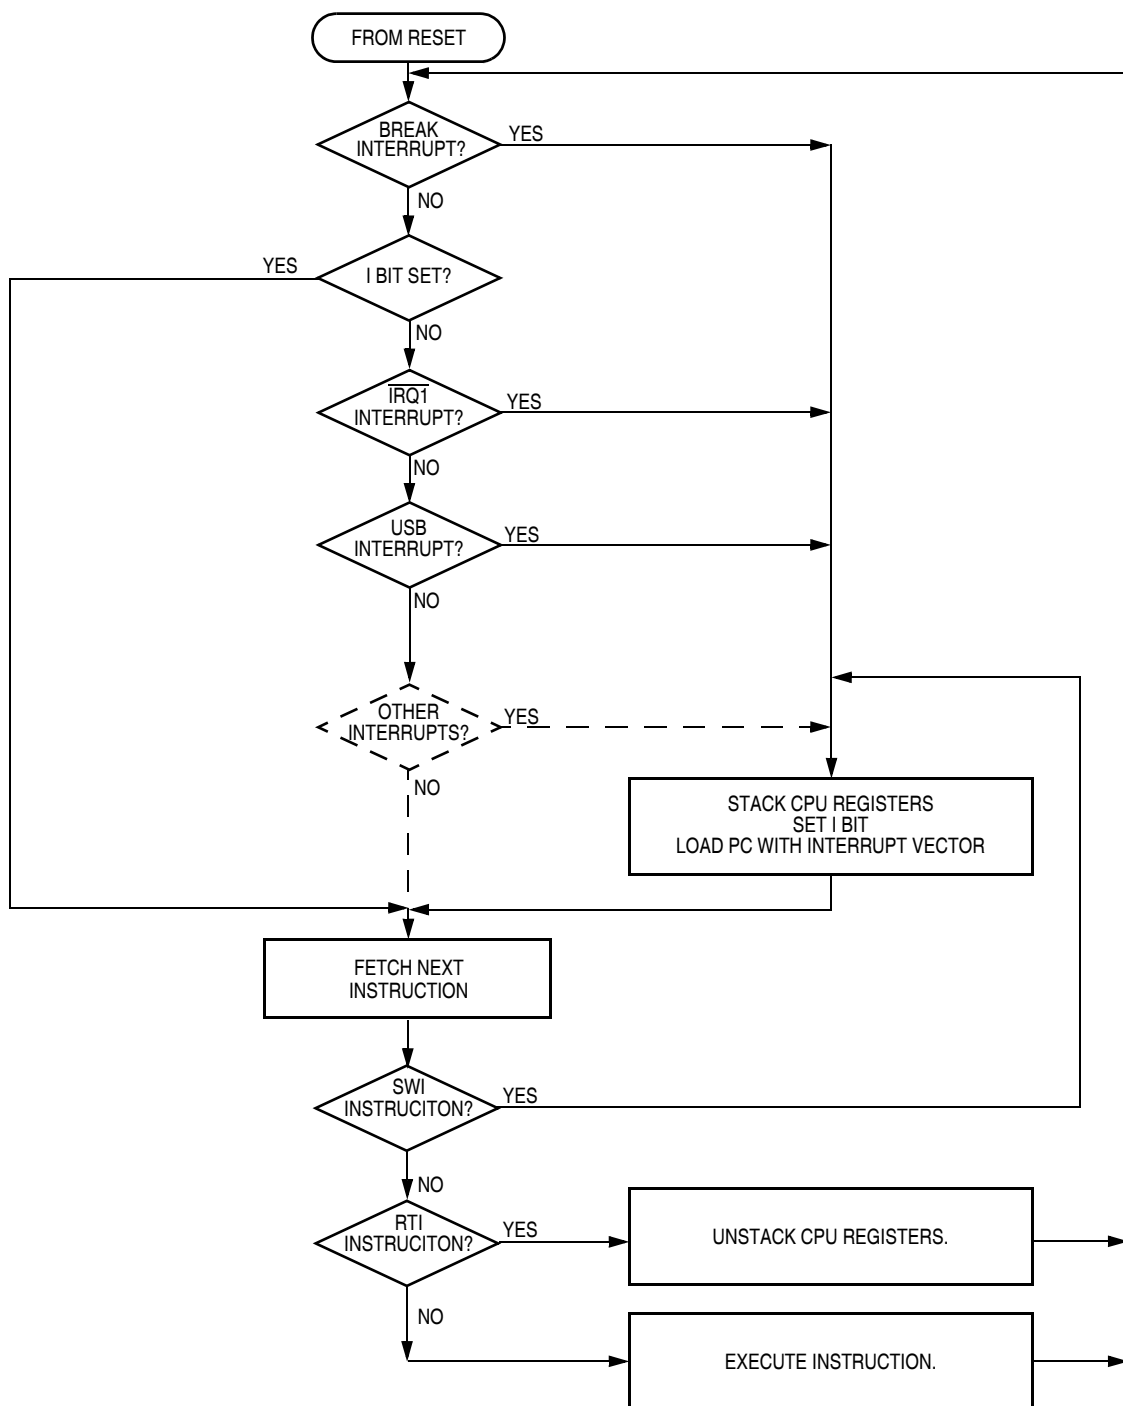 FROM RESET
BREAK
INTERRUPT?
YES
NO
YES
I BIT SET?
NO
IRQ1
INTERRUPT?
YES
NO
USB
INTERRUPT?
YES
NO
OTHER
INTERRUPTS?
YES
NO
STACK CPU REGISTERS
SET I BIT
LOAD PC WITH INTERRUPT VECTOR
FETCH NEXT
INSTRUCTION
SWI
INSTRUCITON?
YES
NO
RTI
INSTRUCITON?
YES
UNSTACK CPU REGISTERS.
NO
EXECUTE INSTRUCTION.